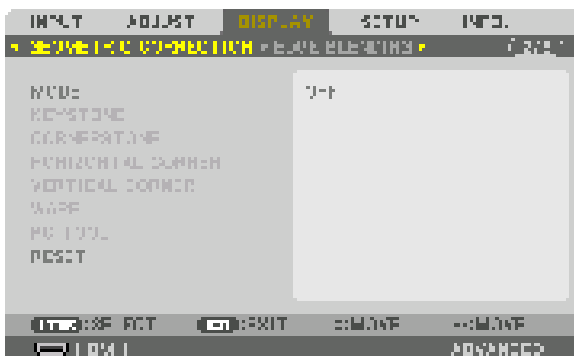 INPUT ADJUST DISPLAY SETUP INFO.
GEOMETRIC CORRECTION EDGE BLENDING
MODE
KEYSTONE
CORNERSTONE
HORIZONTAL CORNER
VERTICAL CORNER
WARP
PC TOOL
RESET
ENTER :SELECT EXIT :EXIT :MOVE :MOVE
ADVANCED